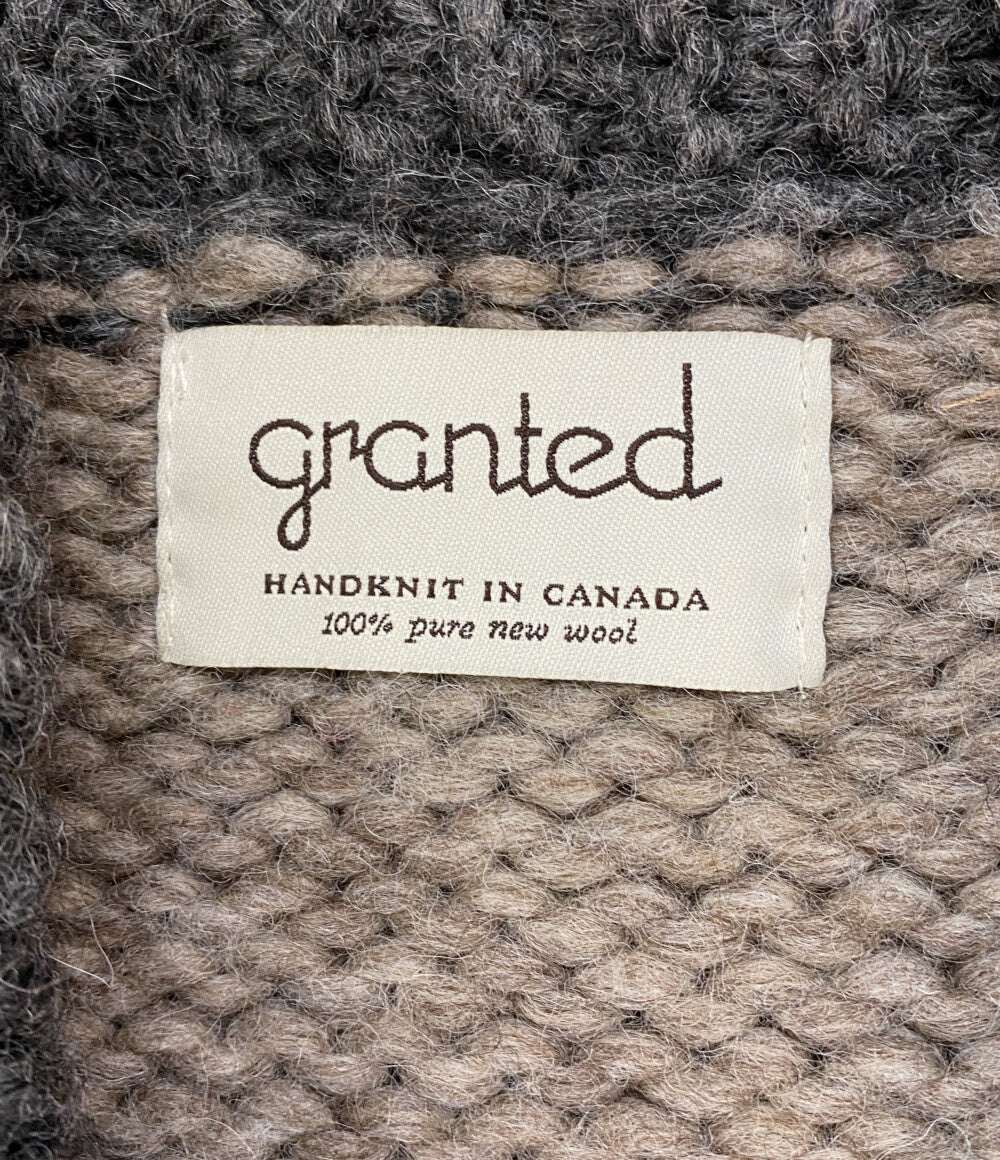 granted
HANDKNIT IN CANADA
100% pure new wool